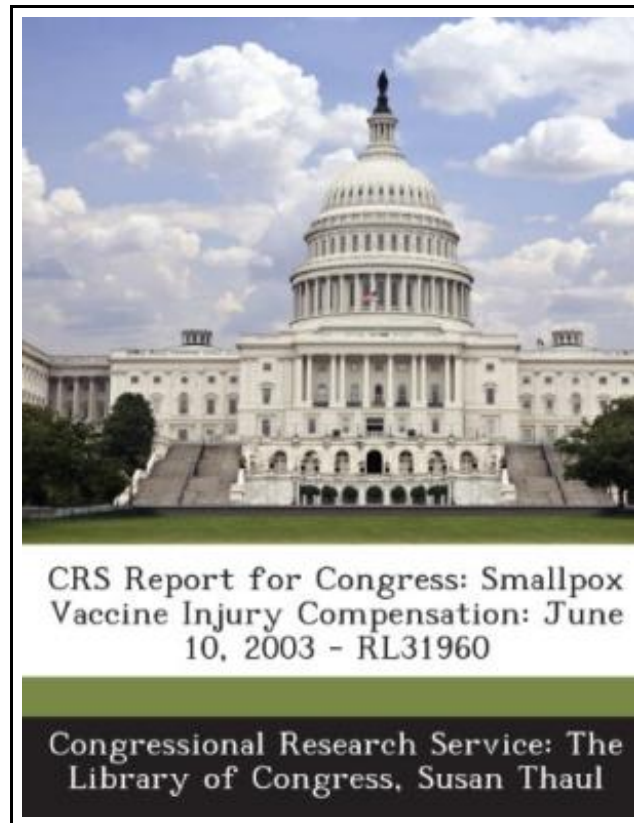 CRS Report for Congress: Smallpox
Vaccine Injury Compensation: June
10, 2003 - RL31960
Congressional Research Service: The
Library of Congress, Susan Thaul